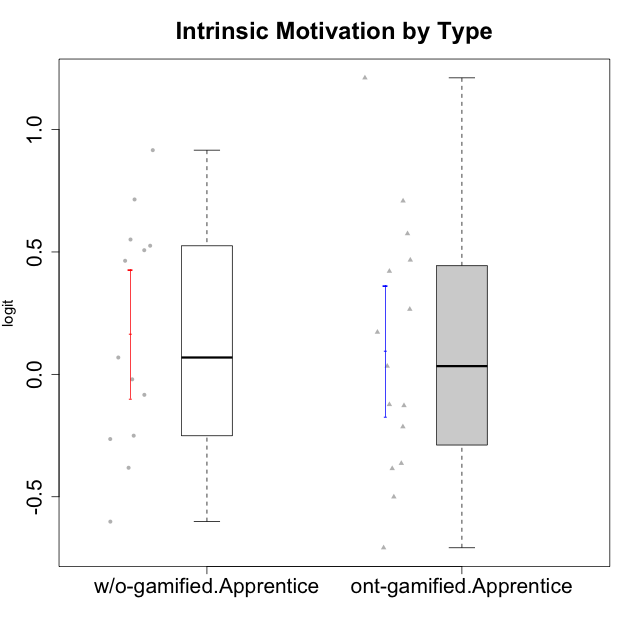 Intrinsic Motivation by Type
logit
1.0
0.5
0.0
-0.5
w/o-gamified.Apprentice
ont-gamified.Apprentice